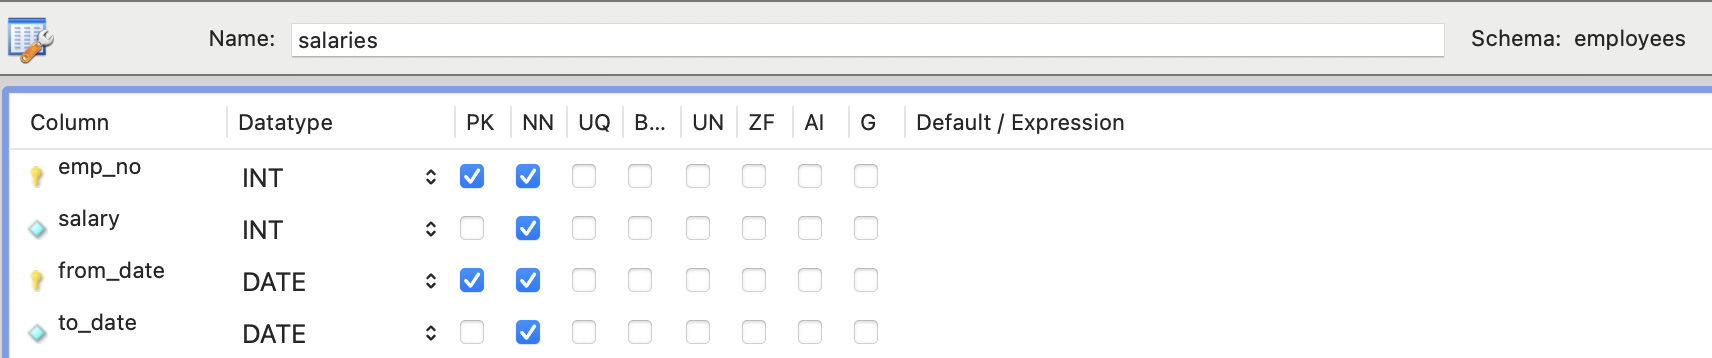 Name: salaries Schema: employees
Column Datatype PK NN UQ B... UN ZF AI G Default / Expression
emp_no INT
salary INT
from_date DATE
to_date DATE